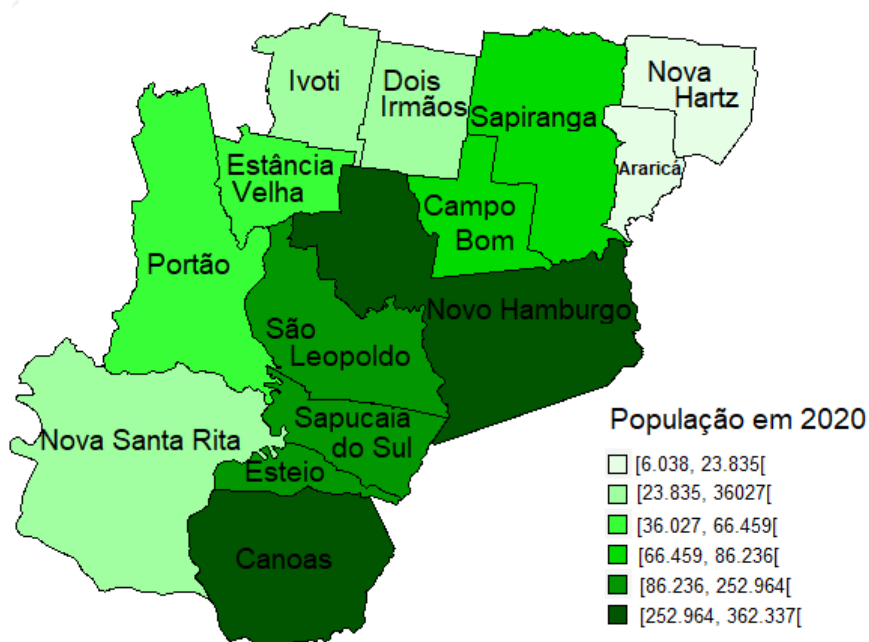 Ivoti
Dois
Irmãos
Nova
Hartz
Sapiranga
Estância
Velha
Araricá
Campo
Bom
Portão
Novo Hamburgo
São
Leopoldo
Nova Santa Rita
Sapucaia
do Sul
Esteio
Canoas
População em 2020
[6.038, 23.835[
[23.835, 36027[
[36.027, 66.459[
[66.459, 86.236[
[86.236, 252.964[
[252.964, 362.337[